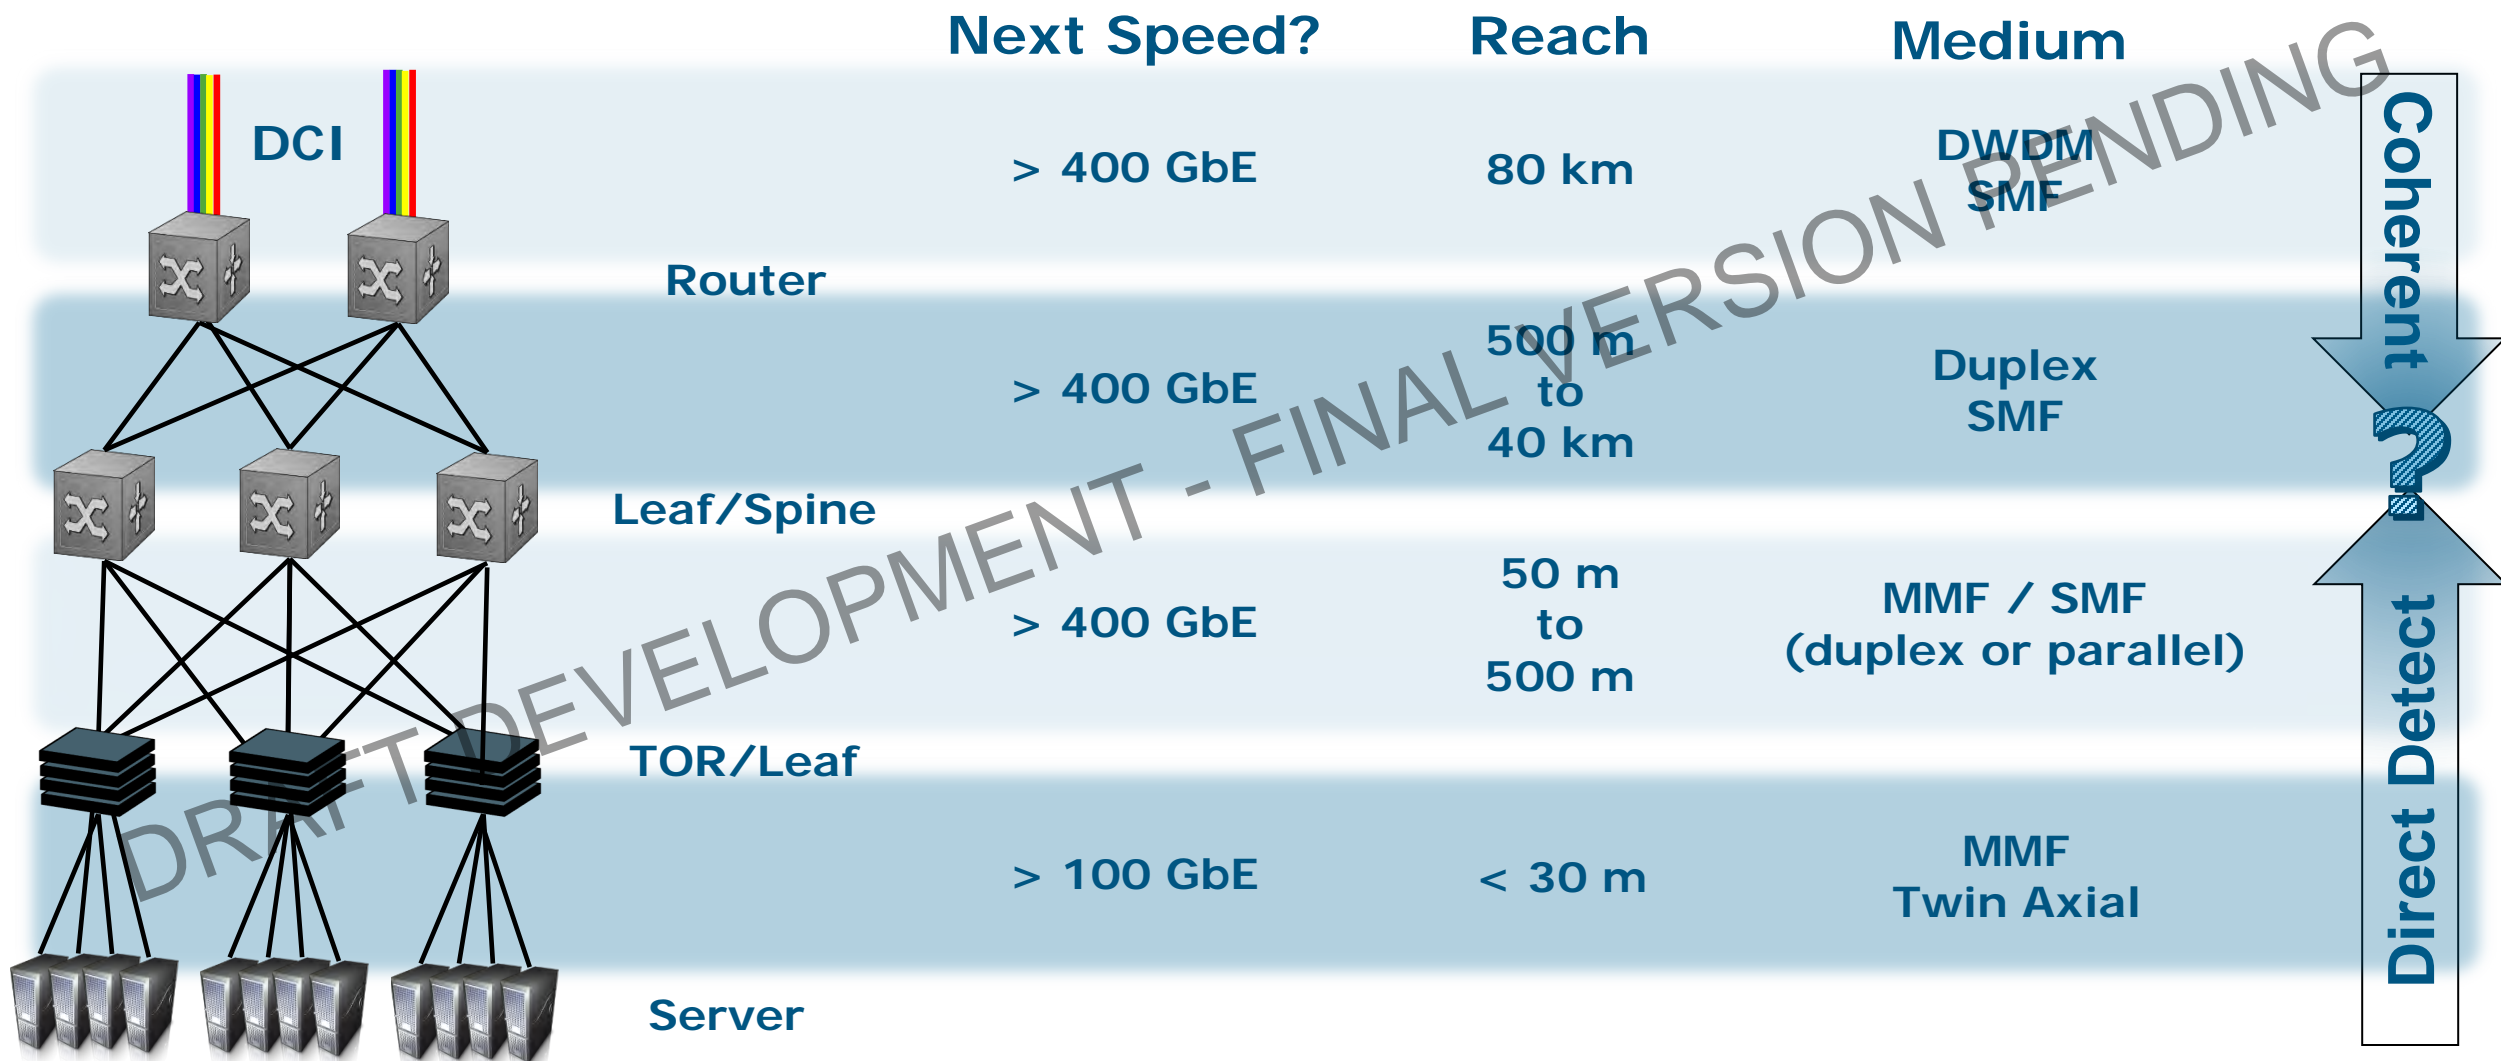 Next Speed? Reach Medium
DCI
> 400 GbE
80 km
DWDM
SMF
Router
> 400 GbE
500 m
to
40 km
Duplex
SMF
Leaf/Spine
> 400 GbE
50 m
to
500 m
MMF / SMF
(duplex or parallel)
TOR/Leaf
> 100 GbE
< 30 m
MMF
Twin Axial
Server
Coherent
?
Direct Detect
DRAFT DEVELOPMENT - FINAL VERSION PENDING